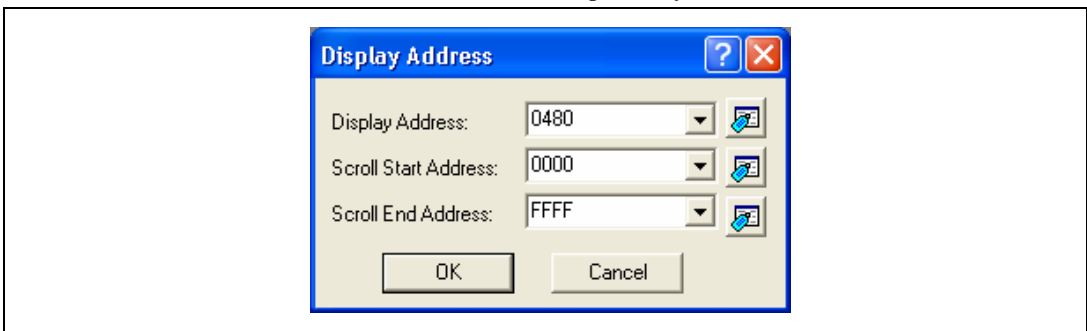 Display Address
Display Address: 0480
Scroll Start Address: 0000
Scroll End Address: FFFF
OK Cancel